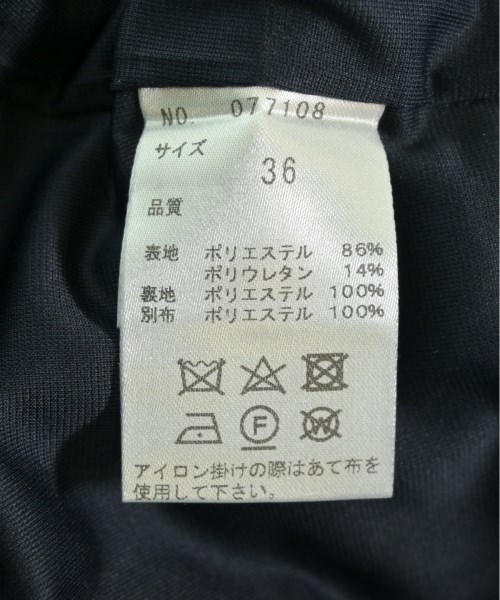 NO. 077108
サイズ
36
品質
表地 ポリエステル 86%
ポリウレタン 14%
裏地 ポリエステル 100%
別布 ポリエステル 100%
F W
アイロン掛けの際はあて布を
使用して下さい。